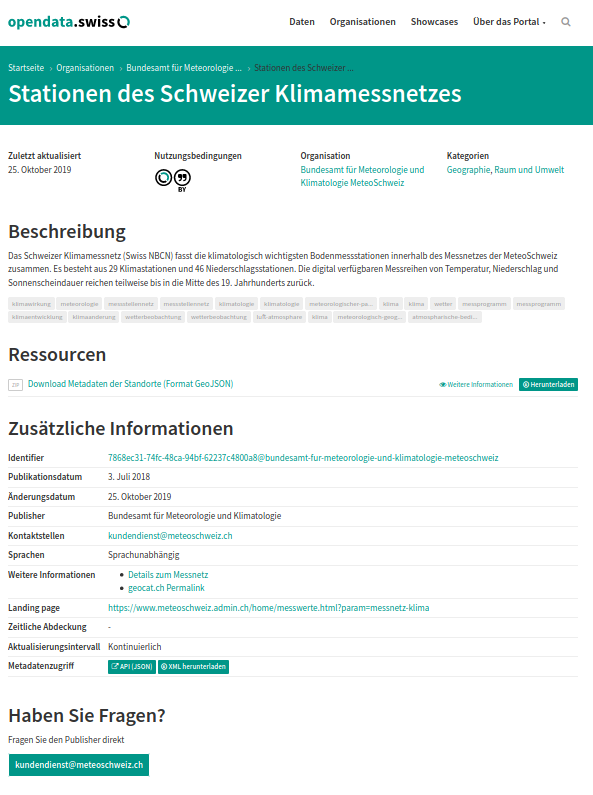 opendata.swiss
Daten Organisationen Showcases Über das Portal
Startseite › Organisationen › Bundesamt für Meteorologie ... › Stationen des Schweizer ...
Stationen des Schweizer Klimamessnetzes
Zuletzt aktualisiert Nutzungsbedingungen Organisation Kategorien
25. Oktober 2019 Bundesamt für Meteorologie und Geographie, Raum und Umwelt
Klimatologie MeteoSchweiz
BY
Beschreibung
Das Schweizer Klimamessnetz (Swiss NBCN) fasst die klimatologisch wichtigsten Bodenmessstationen innerhalb des Messnetzes der MeteoSchweiz
zusammen. Es besteht aus 29 Klimastationen und 46 Niederschlagsstationen. Die digital verfügbaren Messreihen von Temperatur, Niederschlag und
Sonnenscheindauer reichen teilweise bis in die Mitte des 19. Jahrhunderts zurück.
klimawirkung meteorologie messstellennetz messstellennetz klimatologie klimatologie meteorologischer-pa... klima klima wetter messprogramm messprogramm
klimaentwicklung klimaanderung wetterbeobachtung wetterbeobachtung luft-atmosphare klima meteorologisch-geog... atmospharische-bedi...
Ressourcen
ZIP Download Metadaten der Standorte (Format GeoJSON) Weitere Informationen Herunterladen
Zusätzliche Informationen
Identifier 7868ec31-74fc-48ca-94bf-62237c4800a8@bundesamt-fur-meteorologie-und-klimatologie-meteoschweiz
Publikationsdatum 3. Juli 2018
Änderungsdatum 25. Oktober 2019
Publisher Bundesamt für Meteorologie und Klimatologie
Kontaktstellen kundendienst@meteoschweiz.ch
Sprachen Sprachunabhängig
Weitere Informationen • Details zum Messnetz
• geocat.ch Permalink
Landing page https://www.meteoschweiz.admin.ch/home/messwerte.html?param=messnetz-klima
Zeitliche Abdeckung -
Aktualisierungsintervall Kontinuierlich
Metadatenzugriff API (JSON) XML herunterladen
Haben Sie Fragen?
Fragen Sie den Publisher direkt
kundendienst@meteoschweiz.ch